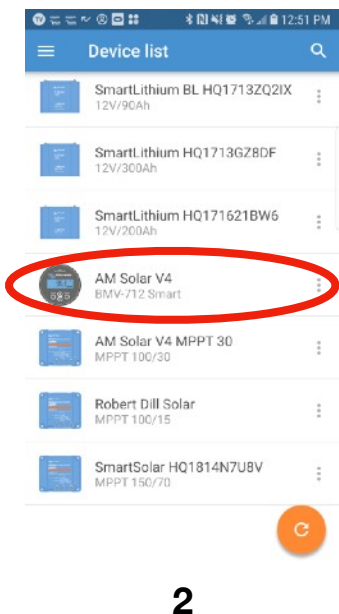 12:51 PM
Device list
SmartLithium BL HQ1713ZQ2IX
12V/90Ah
SmartLithium HQ1713GZ8DF
12V/300Ah
SmartLithium HQ171621BW6
12V/200Ah
AM Solar V4
BMV-712 Smart
AM Solar V4 MPPT 30
MPPT 100/30
Robert Dill Solar
MPPT 100/15
SmartSolar HQ1814N7U8V
MPPT 150/70
2